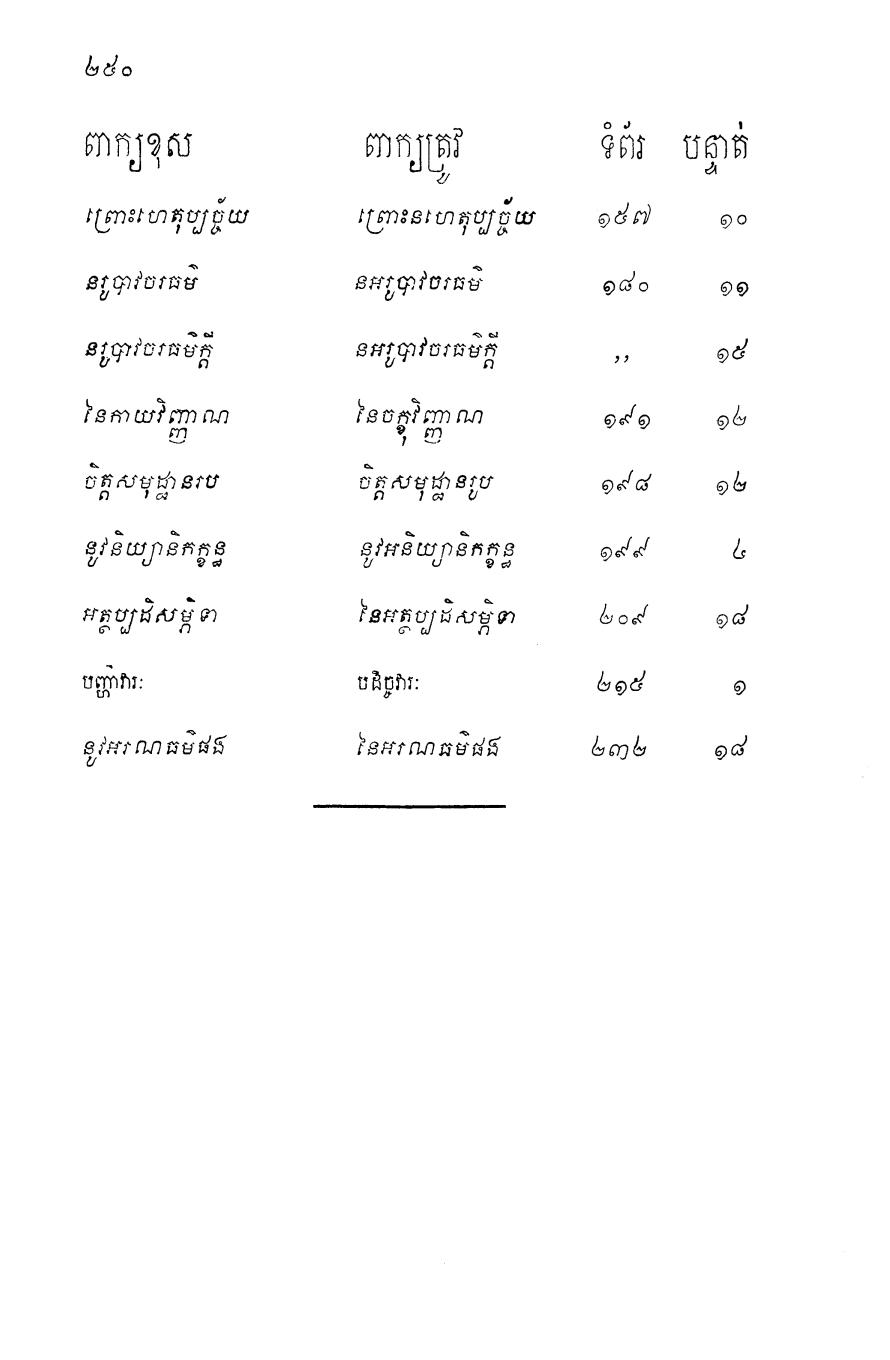 ២៥០
ពាក្យខុស ពាក្យត្រូវ ទំព័រ បន្ទាត់
ព្រោះហេតុប្បច្ច័យ ព្រោះនហេតុប្បច្ច័យ ១៥៧ ១០
នរូបាវចរធម៌ នអរូបាវចរធម៌ ១៨០ ១១
នរូបាវចរធម៌ក្តី នអរូបាវចរធម៌ក្តី ,, ១៥
នៃកាយវិញ្ញាណ នៃចក្ខុវិញ្ញាណ ១៩១ ១២
ចិត្តសមុដ្ឋានរប ចិត្តសមុដ្ឋានរូប ១៩៨ ១២
នូវនិយ្យានិកក្ខន្ធ នូវអនិយ្យានិកក្ខន្ធ ១៩៩ ៤
អត្ថប្បដិសម្ភិទា នៃអត្ថប្បដិសម្ភិទា ២០៩ ១៨
បញ្ហាវារៈ បដិច្ចវារៈ ២១៥ ១
នូវអរណធម៌ផង នៃអរណធម៌ផង ២៣២ ១៨